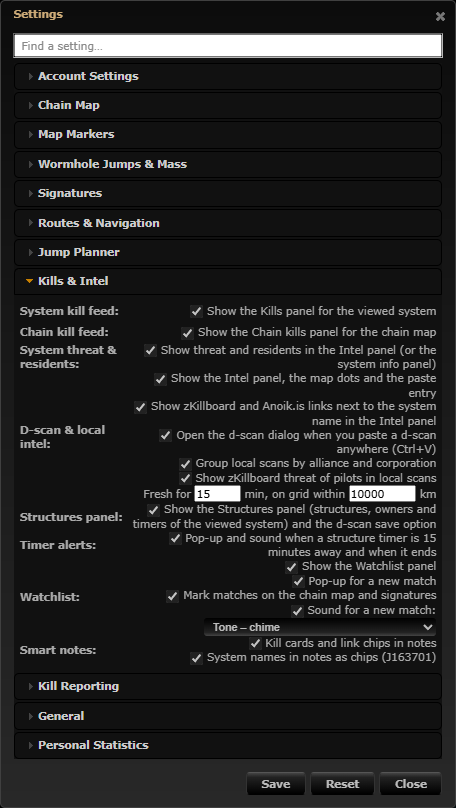 Settings
Find a setting...
Account Settings
Chain Map
Map Markers
Wormhole Jumps & Mass
Signatures
Routes & Navigation
Jump Planner
Kills & Intel
System kill feed: Show the Kills panel for the viewed system
Chain kill feed: Show the Chain kills panel for the chain map
System threat & residents: Show threat and residents in the Intel panel (or the
system info panel)
D-scan & local intel: Show the Intel panel, the map dots and the paste
entry
Show zKillboard and Anoik.is links next to the system
name in the Intel panel
Open the d-scan dialog when you paste a d-scan
anywhere (Ctrl+V)
Group local scans by alliance and corporation
Show zKillboard threat of pilots in local scans
Fresh for 15 min, on grid within 10000 km
Structures panel: Show the Structures panel (structures, owners and
timers of the viewed system) and the d-scan save option
Timer alerts: Pop-up and sound when a structure timer is 15
minutes away and when it ends
Watchlist: Show the Watchlist panel
Pop-up for a new match
Mark matches on the chain map and signatures
Sound for a new match:
Tone – chime
Smart notes: Kill cards and link chips in notes
System names in notes as chips (J163701)
Kill Reporting
General
Personal Statistics
Save Reset Close